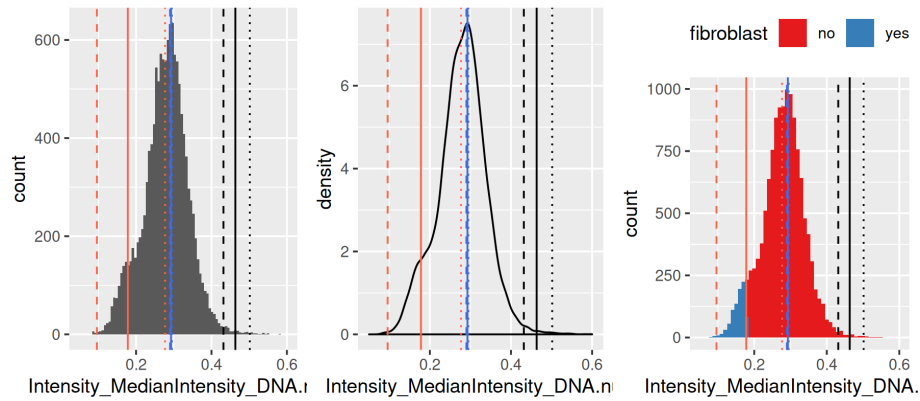 fibroblast no yes
600
400
200
0
count
0.2 0.4 0.6
Intensity_MedianIntensity_DNA.n
6
4
2
0
density
0.2 0.4 0.6
Intensity_MedianIntensity_DNA.nu
1000
750
500
250
0
count
0.2 0.4 0.6
Intensity_MedianIntensity_DNA.